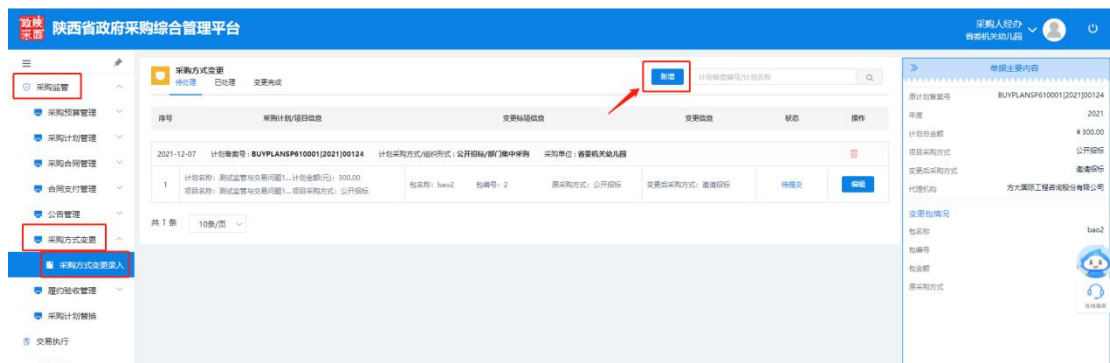 政陕
采西
陕西省政府采购综合管理平台
采购人经办
省委机关幼儿园
采购监管
采购预算管理
采购计划管理
采购合同管理
合同支付管理
公告管理
采购方式变更
采购方式变更录入
履约验收管理
采购计划替换
交易执行
采购方式变更
待处理 已处理 变更完成
新增
计划备案编号/计划名称
序号 采购计划/项目信息 变更标项信息 变更信息 状态 操作
2021-12-07 计划备案号：BUYPLANSP610001[2021]00124 计划采购方式/组织形式：公开招标/部门集中采购 采购单位：省委机关幼儿园
1 计划名称：测试监管与交易问题1...计划金额(元)：300.00
项目名称：测试监管与交易问题1...项目采购方式：公开招标
包名称：bao2 包编号：2 原采购方式：公开招标 变更后采购方式：邀请招标 待提交 编辑
共 1 条 10条/页
单据主要内容
原计划备案号 BUYPLANSP610001[2021]00124
年度 2021
计划总金额 ¥ 300.00
项目采购方式 公开招标
变更后采购方式 邀请招标
代理机构 方大国际工程咨询股份有限公司
变更包情况
包名称 bao2
包编号
包金额
原采购方式
在线服务